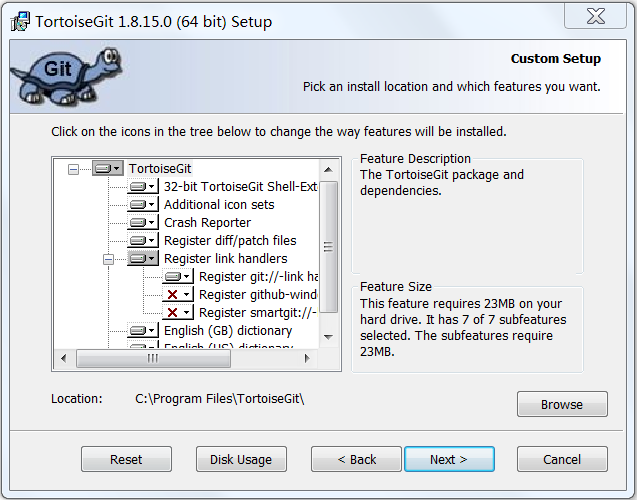 TortoiseGit 1.8.15.0 (64 bit) Setup
Git
Custom Setup
Pick an install location and which features you want.
Click on the icons in the tree below to change the way features will be installed.
TortoiseGit
32-bit TortoiseGit Shell-Ext
Additional icon sets
Crash Reporter
Register diff/patch files
Register link handlers
Register git://-link ha
Register github-wind
Register smartgit://-
English (GB) dictionary
English (US) dictionary
Feature Description
The TortoiseGit package and
dependencies.
Feature Size
This feature requires 23MB on your
hard drive. It has 7 of 7 subfeatures
selected. The subfeatures require
23MB.
Location: C:\Program Files\TortoiseGit\
Browse
Reset Disk Usage < Back Next > Cancel